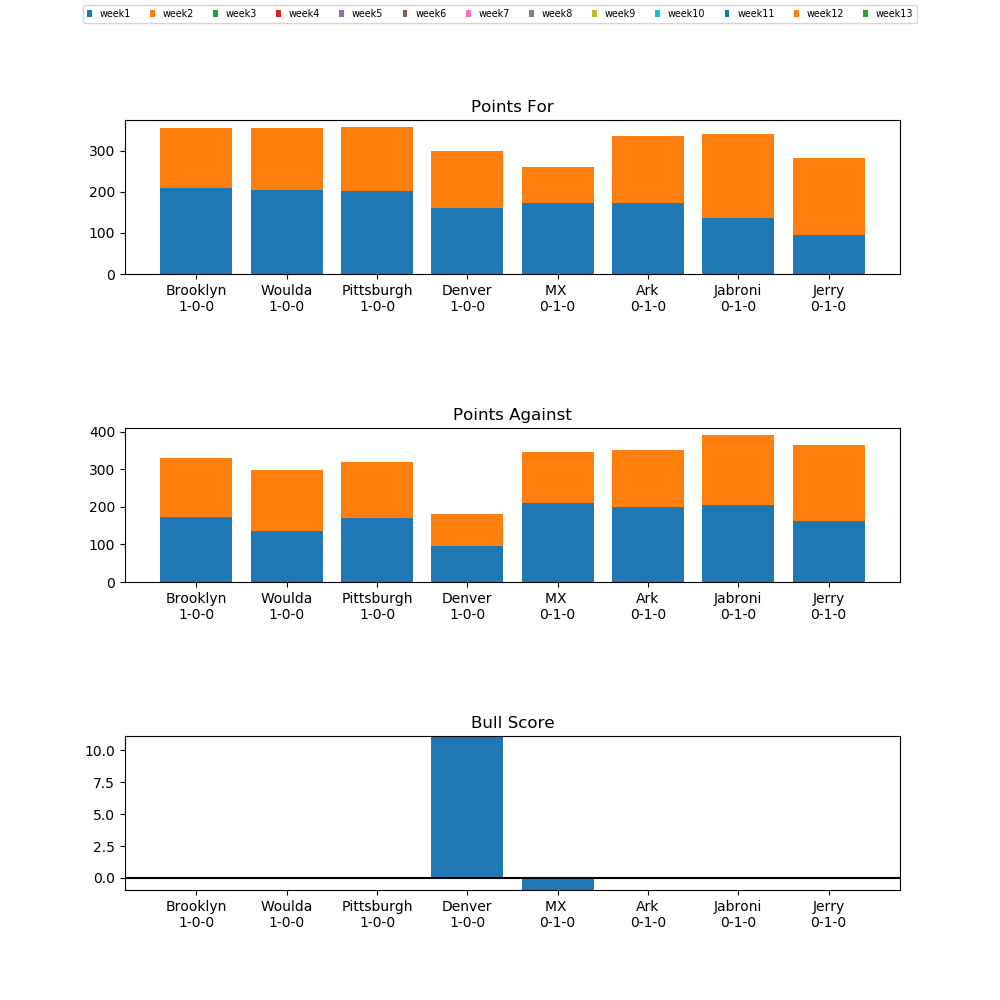 week1 week2 week3 week4 week5 week6 week7 week8 week9 week10 week11 week12 week13
Points For
300
200
100
0
Brooklyn Woulda Pittsburgh Denver MX Ark Jabroni Jerry
1-0-0 1-0-0 1-0-0 1-0-0 0-1-0 0-1-0 0-1-0 0-1-0
Points Against
400
300
200
100
0
Brooklyn Woulda Pittsburgh Denver MX Ark Jabroni Jerry
1-0-0 1-0-0 1-0-0 1-0-0 0-1-0 0-1-0 0-1-0 0-1-0
Bull Score
10.0
7.5
5.0
2.5
0.0
Brooklyn Woulda Pittsburgh Denver MX Ark Jabroni Jerry
1-0-0 1-0-0 1-0-0 1-0-0 0-1-0 0-1-0 0-1-0 0-1-0